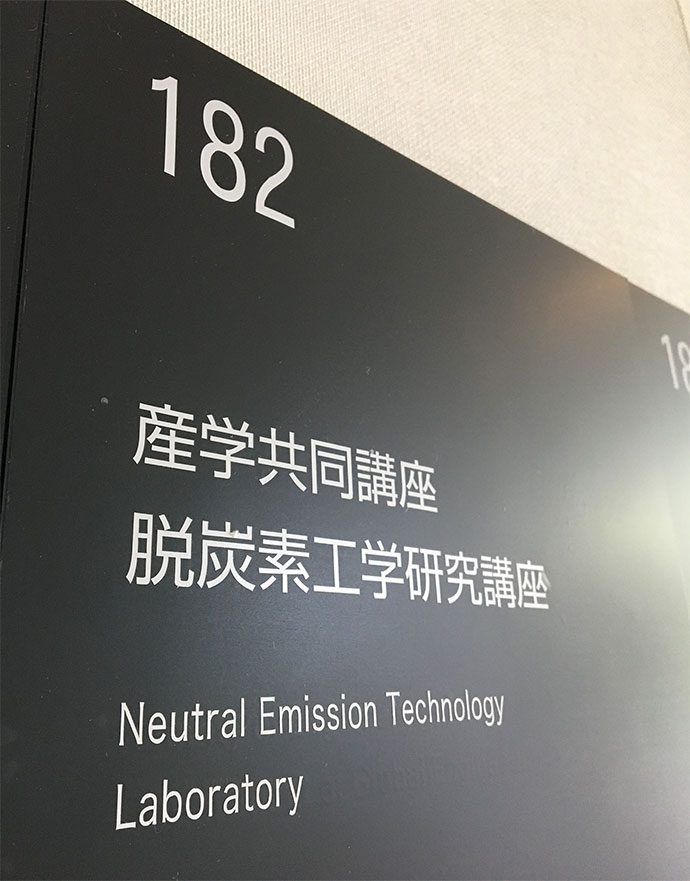 182
産学共同講座
脱炭素工学研究講座
Neutral Emission Technology
Laboratory